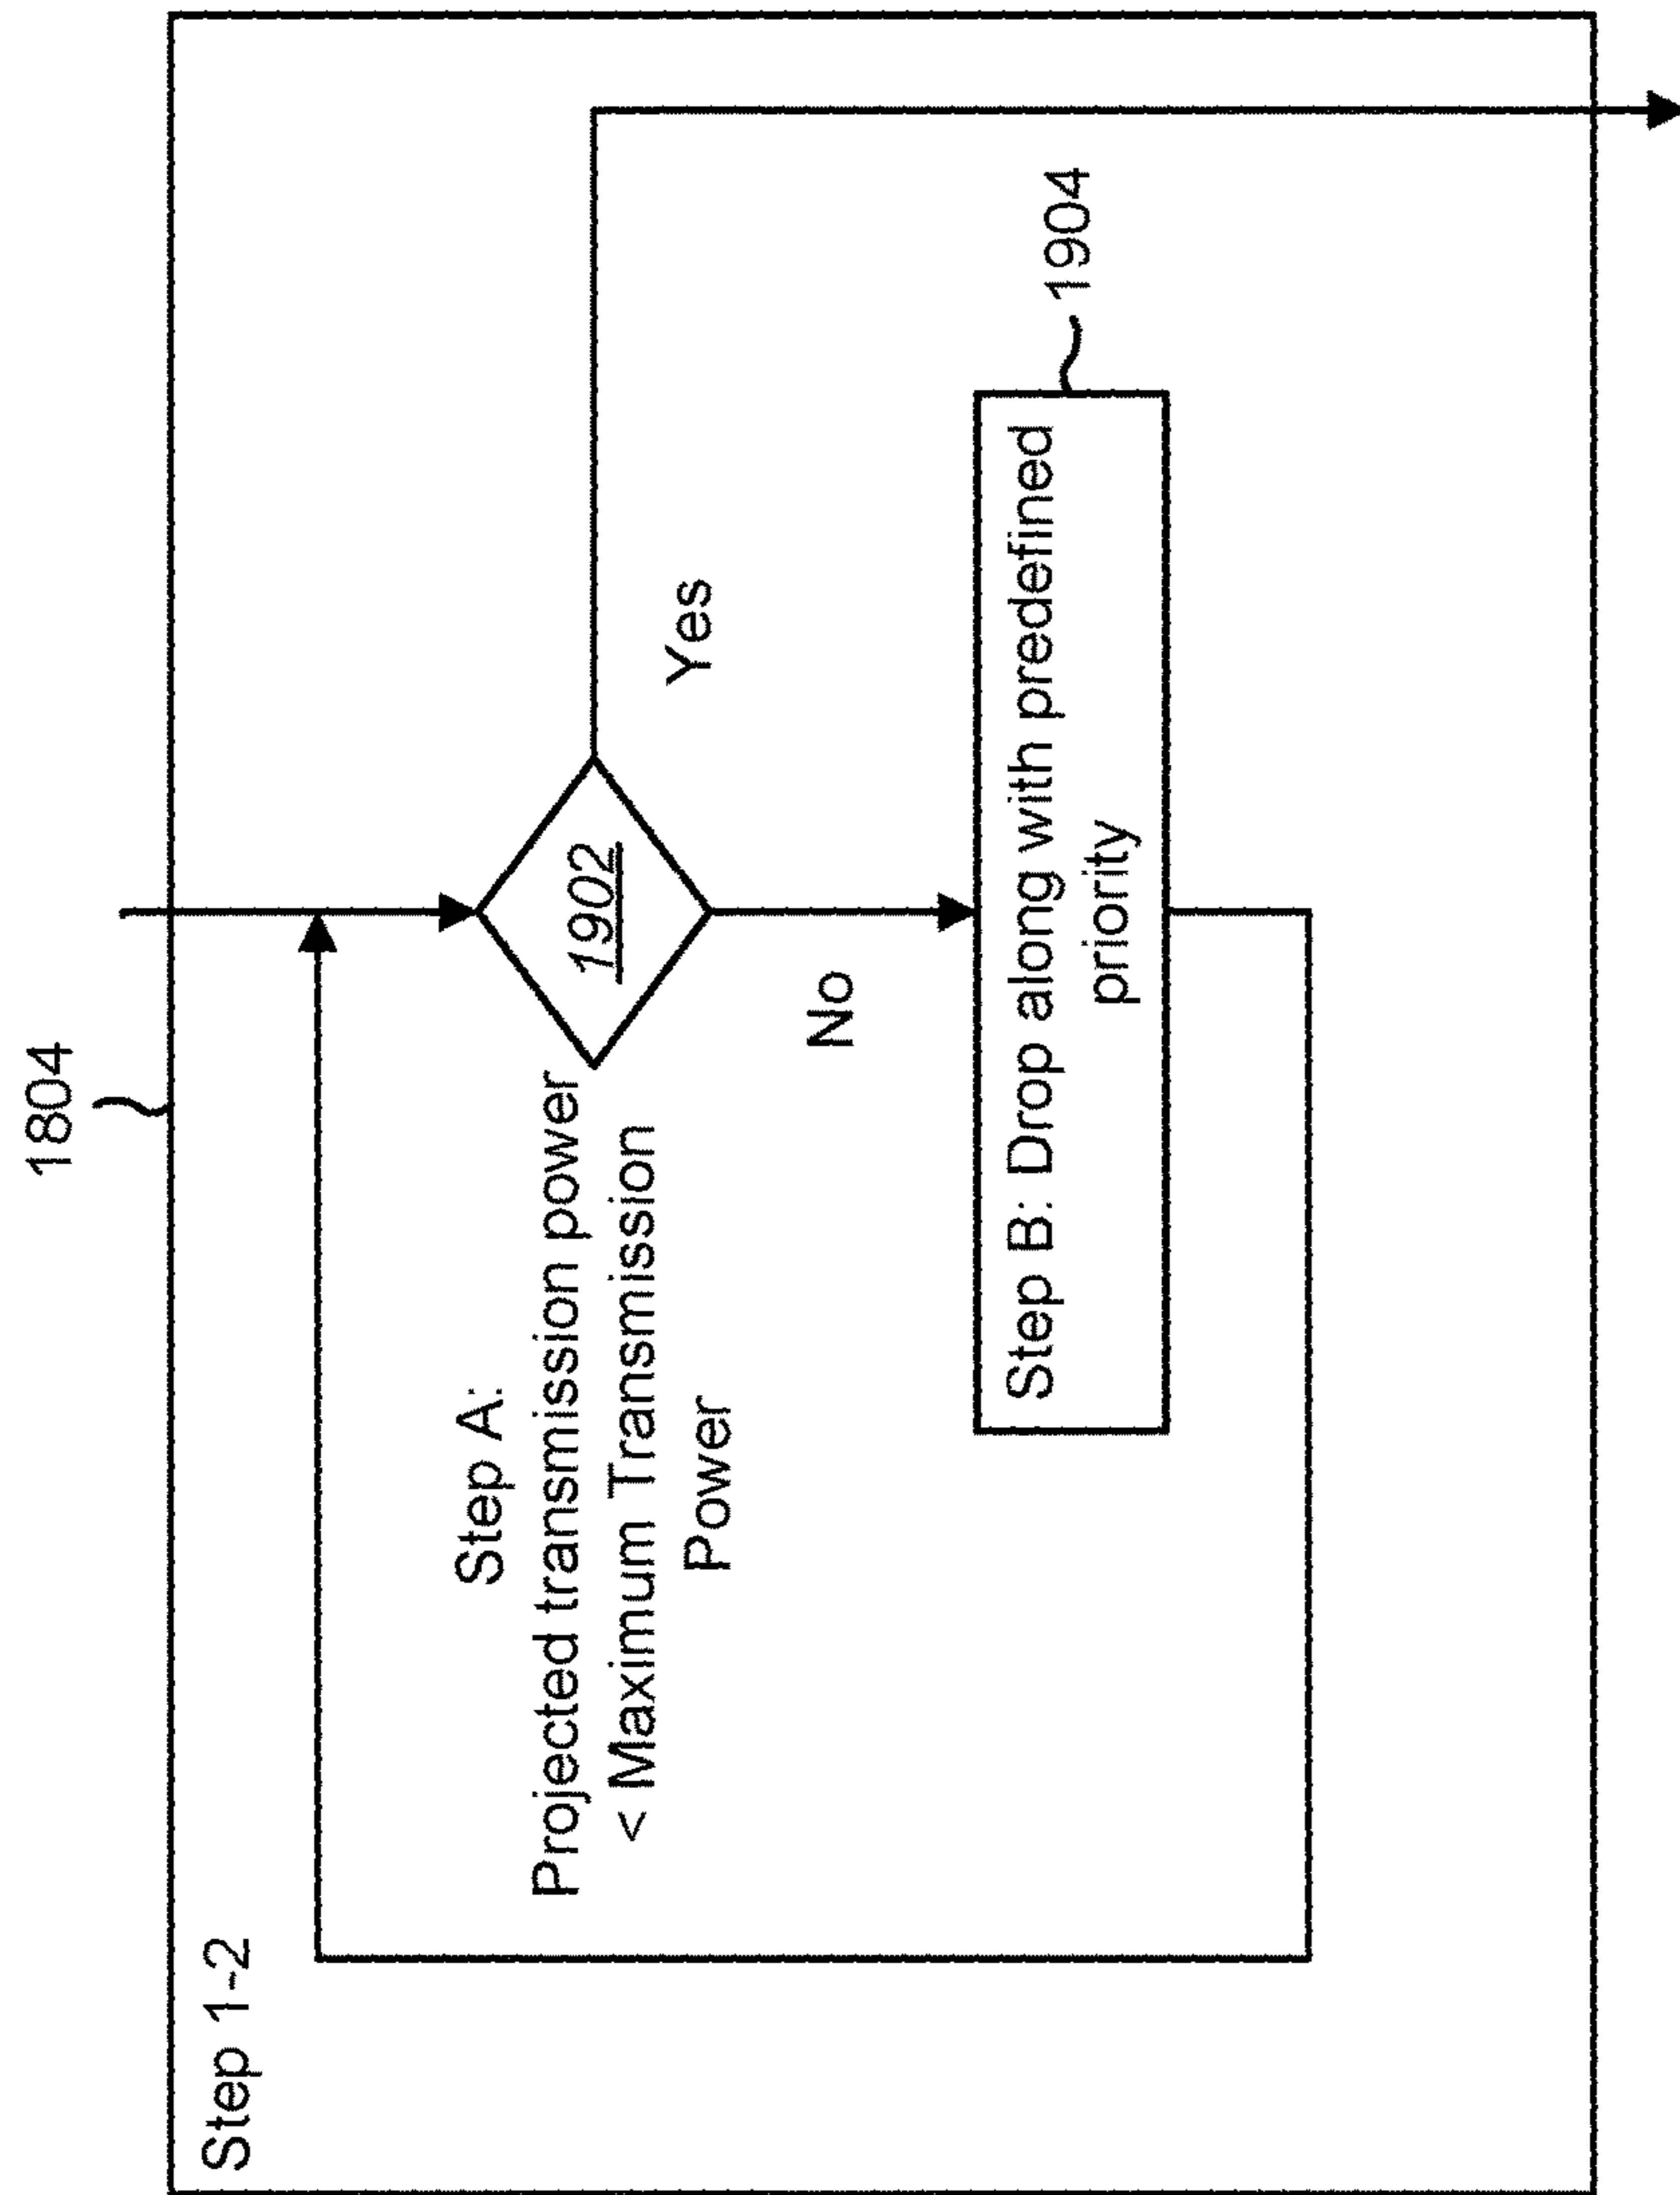 1804
Step 1-2
Step A:
Projected transmission power
< Maximum Transmission
Power
1902
Yes
No
Step B: Drop along with predefined
priority
1904